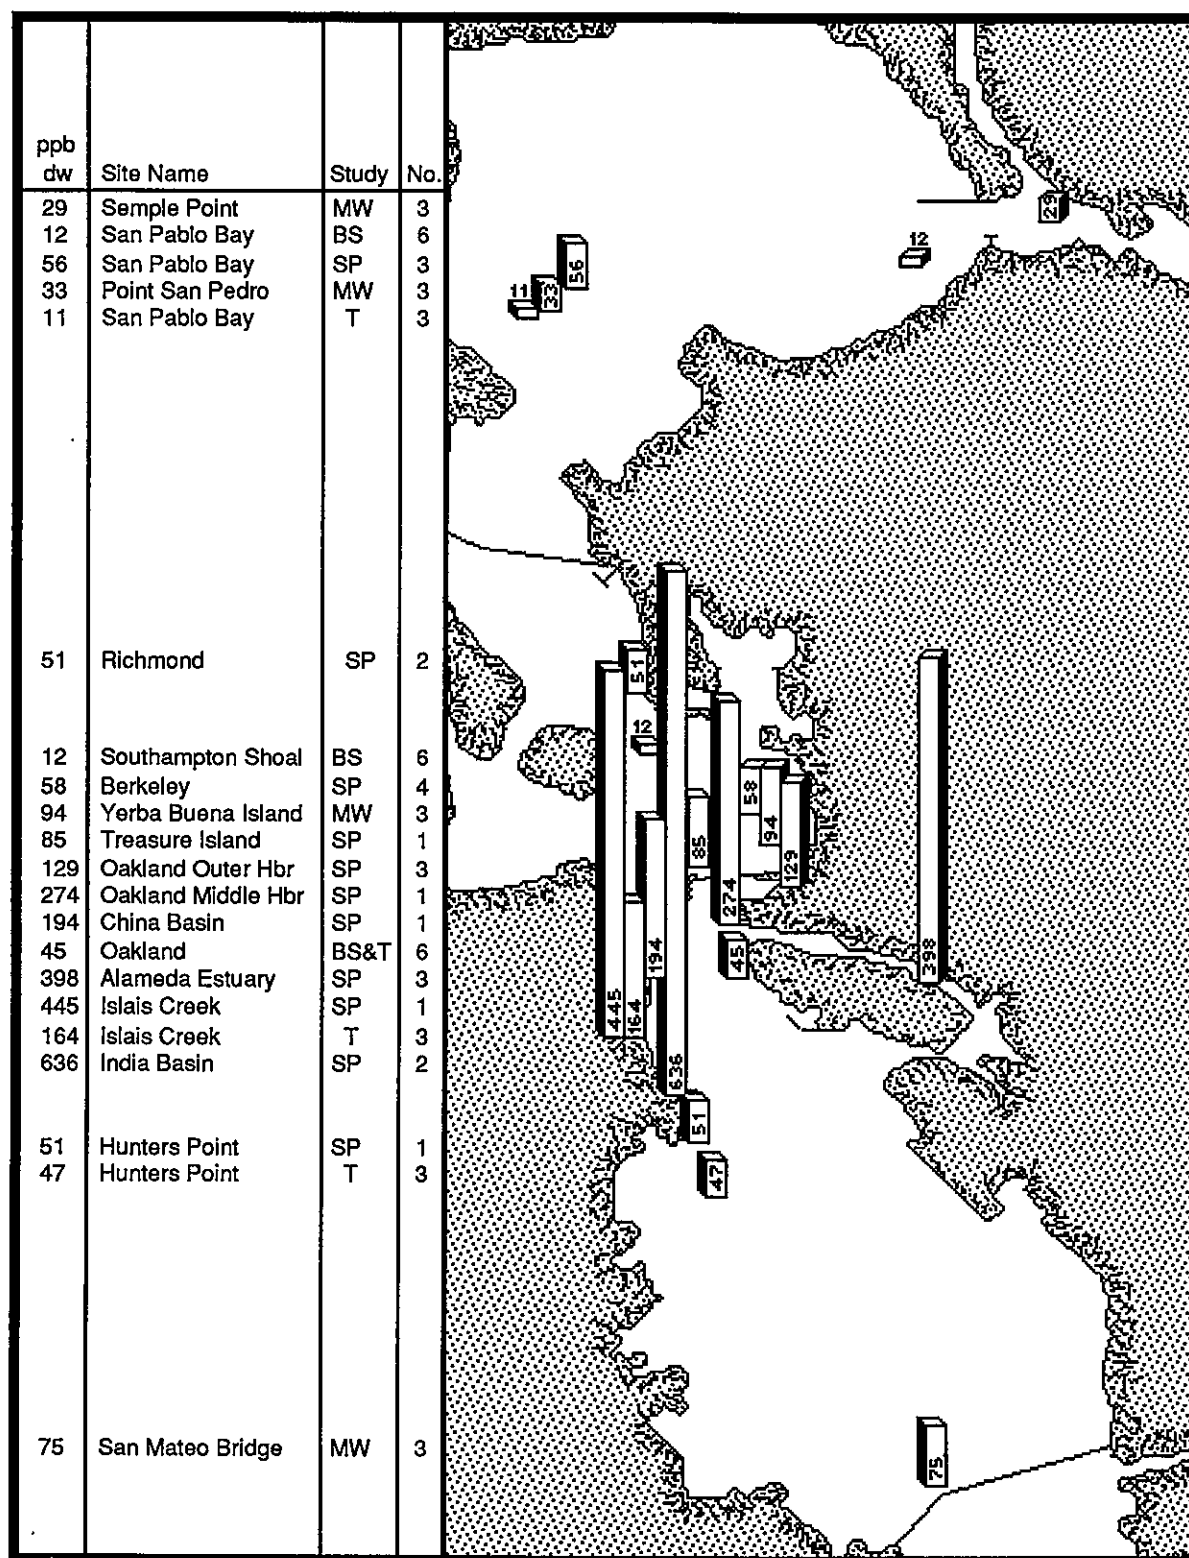 ppb
dw Site Name Study No.
29 Semple Point MW 3
12 San Pablo Bay BS 6
56 San Pablo Bay SP 3
33 Point San Pedro MW 3
11 San Pablo Bay T 3
51 Richmond SP 2
12 Southampton Shoal BS 6
58 Berkeley SP 4
94 Yerba Buena Island MW 3
85 Treasure Island SP 1
129 Oakland Outer Hbr SP 3
274 Oakland Middle Hbr SP 1
194 China Basin SP 1
45 Oakland BS&T 6
398 Alameda Estuary SP 3
445 Islais Creek SP 1
164 Islais Creek T 3
636 India Basin SP 2
51 Hunters Point SP 1
47 Hunters Point T 3
75 San Mateo Bridge MW 3
29
12
56
33
11
51
12
58
94
85
129
274
194
45
398
445
164
636
51
47
75